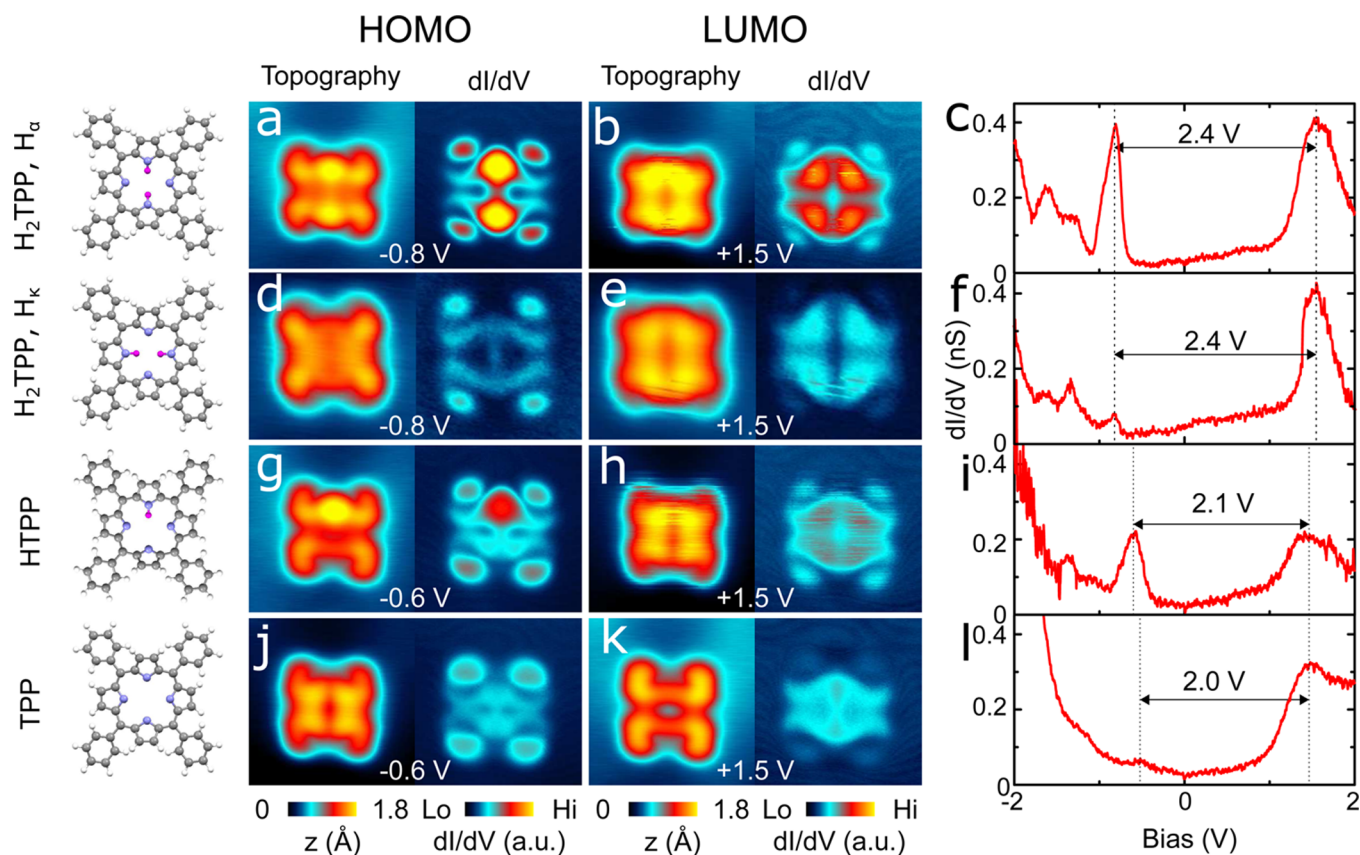 HOMO LUMO
Topography dI/dV Topography dI/dV
H₂TPP, Hα
a
-0.8 V
b
+1.5 V
c
0.4
0.2
0
2.4 V
H₂TPP, Hκ
d
-0.8 V
e
+1.5 V
f
0.4
0.2
0
2.4 V
HTPP
g
-0.6 V
h
+1.5 V
i
0.4
0.2
0
2.1 V
TPP
j
-0.6 V
k
+1.5 V
l
0.4
0.2
0
2.0 V
dI/dV (nS)
-2 0 2
Bias (V)
0 1.8 Lo Hi 0 1.8 Lo Hi
z (Å) dI/dV (a.u.) z (Å) dI/dV (a.u.)